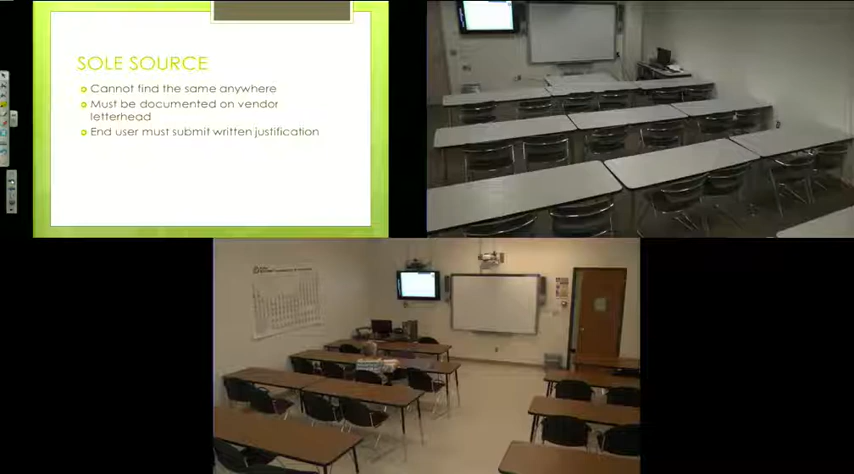 SOLE SOURCE
Cannot find the same anywhere
Must be documented on vendor
letterhead
End user must submit written justification